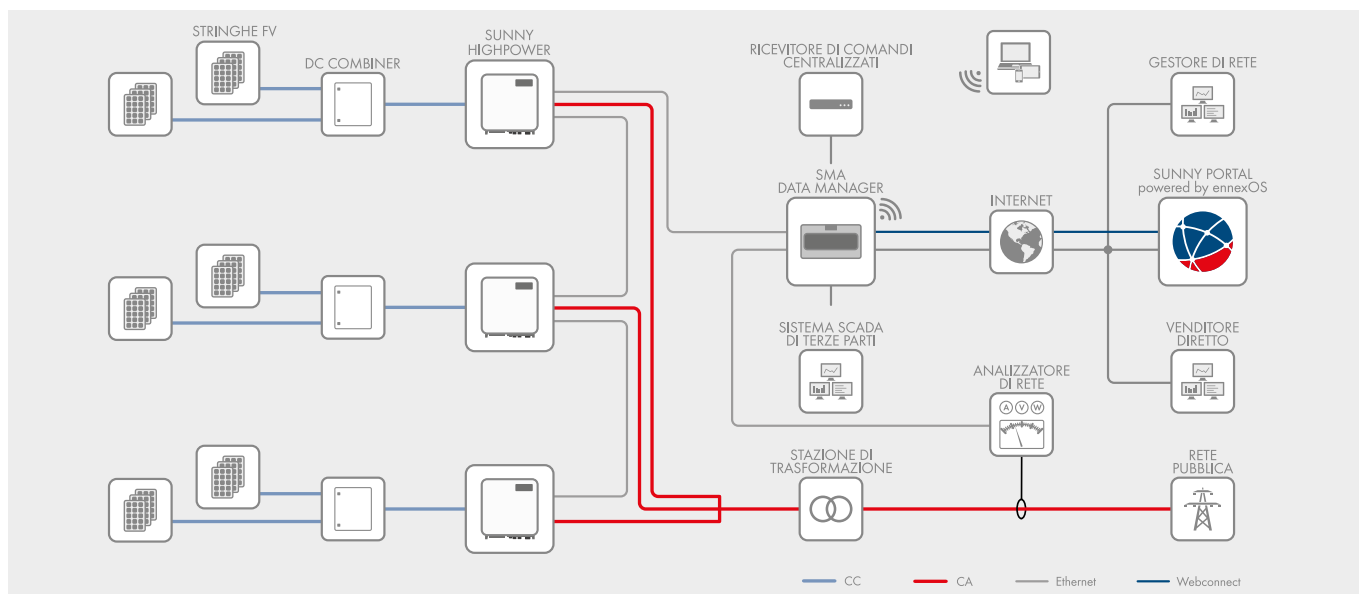 STRINGHE FV
DC COMBINER
SUNNY
HIGHPOWER
RICEVITORE DI COMANDI
CENTRALIZZATI
GESTORE DI RETE
SMA
DATA MANAGER
INTERNET
SUNNY PORTAL
powered by ennexOS
SISTEMA SCADA
DI TERZE PARTI
VENDITORE
DIRETTO
ANALIZZATORE
DI RETE
A V W
STAZIONE DI
TRASFORMAZIONE
RETE
PUBBLICA
CC
CA
Ethernet
Webconnect